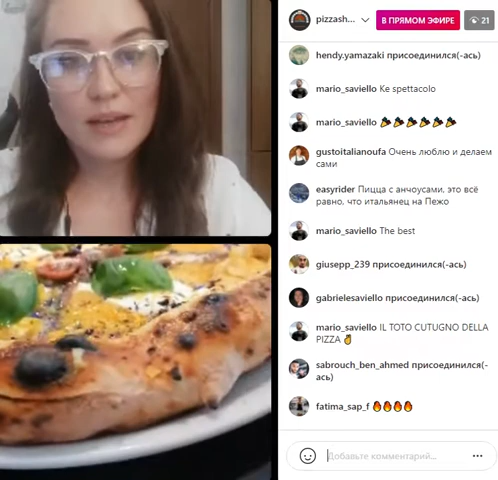 pizzash...
В ПРЯМОМ ЭФИРЕ
21
hendy.yamazaki присоединился(-ась)
mario_saviello Ke spettacolo
mario_saviello 🎉🎉🎉🎉🎉🎉
gustoitalianoufa Очень люблю и делаем
сами
easyrider Пицца с анчоусами, это всё
равно, что итальянец на Пежо
mario_saviello The best
giusepp_239 присоединился(-ась)
gabrielesaviello присоединился(-ась)
mario_saviello IL TOTO CUTUGNO DELLA
PIZZA 🍍
sabrouch_ben_ahmed присоединился(-
ась)
fatima_sap_f 🔥🔥🔥🔥
Добавьте комментарий...